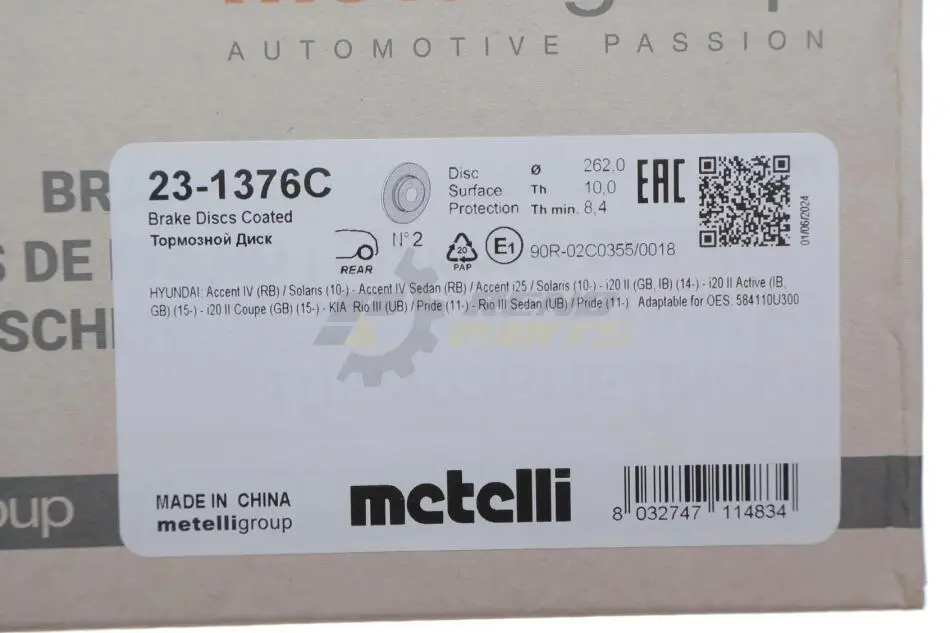 AUTOMOTIVE PASSION
BR
S DE
SCHE
23-1376C
Brake Discs Coated
Тормозной Диск
REAR
N°2
20
PAP
E1
Disc Ø 262,0
Surface Th 10,0
Protection Th min. 8,4
EAC
90R-02C0355/0018
01/06/2024
HYUNDAI: Accent IV (RB) / Solaris (10-) - Accent IV Sedan (RB) / Accent i25 / Solaris (10-) - i20 II (GB, IB) (14-) - i20 II Active (IB,
GB) (15-) - i20 II Coupe (GB) (15-) - KIA Rio III (UB) / Pride (11-) - Rio III Sedan (UB) / Pride (11-) Adaptable for OES: 584110U300
PARTS
MADE IN CHINA
metelligroup
metelli
8 032747 114834
oup